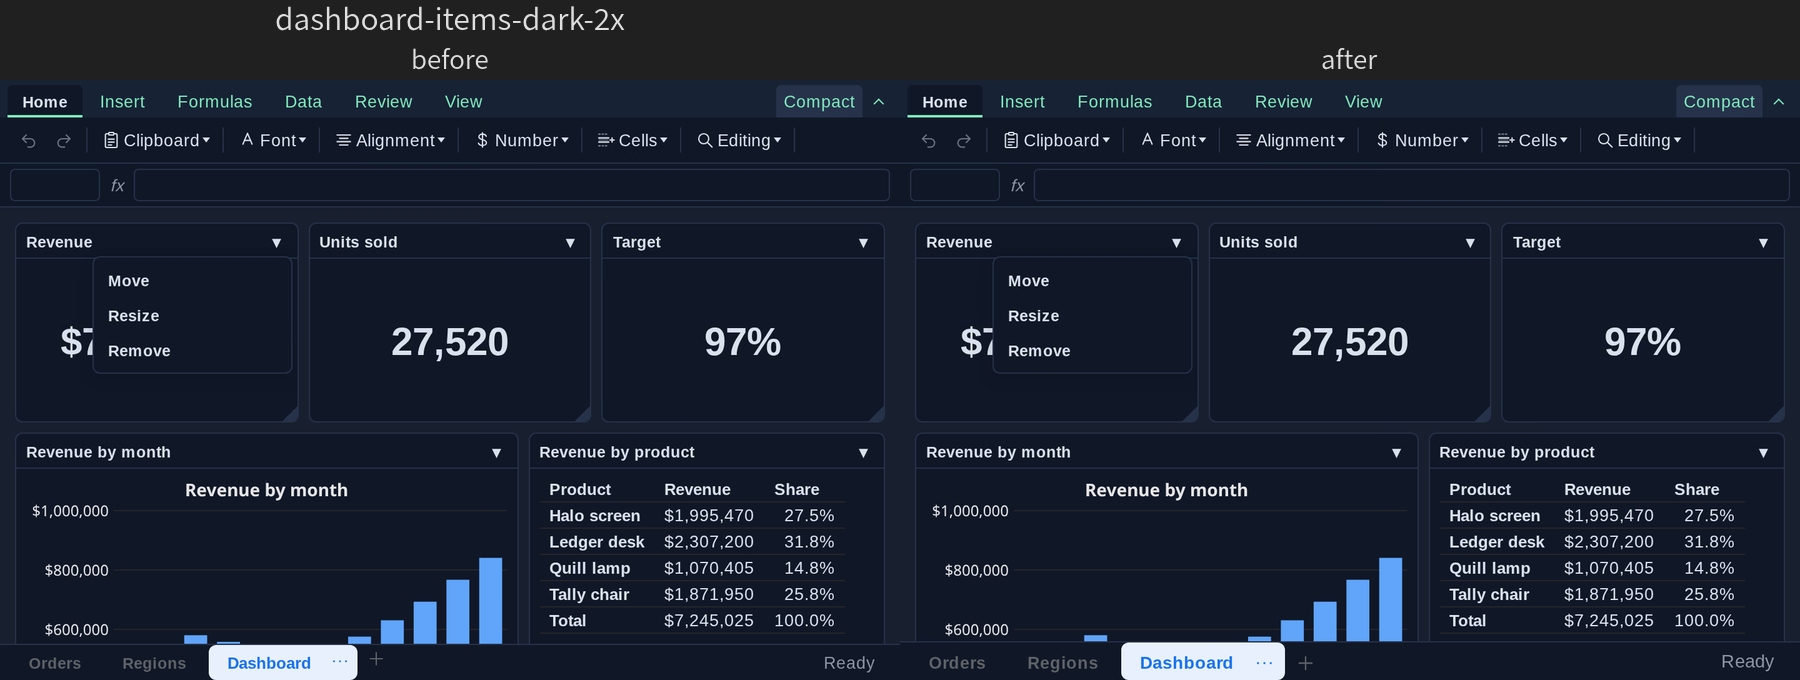 dashboard-items-dark-2x
before
after
Home Insert Formulas Data Review View Compact
Clipboard Font Alignment Number Cells Editing
fx
Revenue
Units sold
Target
Move
Resize
Remove
$7
27,520
97%
Revenue by month
Revenue by month
$1,000,000
$800,000
$600,000
Revenue by product
Product Revenue Share
Halo screen $1,995,470 27.5%
Ledger desk $2,307,200 31.8%
Quill lamp $1,070,405 14.8%
Tally chair $1,871,950 25.8%
Total $7,245,025 100.0%
Orders Regions Dashboard ··· + Ready
Home Insert Formulas Data Review View Compact
Clipboard Font Alignment Number Cells Editing
fx
Revenue
Units sold
Target
Move
Resize
Remove
$7
27,520
97%
Revenue by month
Revenue by month
$1,000,000
$800,000
$600,000
Revenue by product
Product Revenue Share
Halo screen $1,995,470 27.5%
Ledger desk $2,307,200 31.8%
Quill lamp $1,070,405 14.8%
Tally chair $1,871,950 25.8%
Total $7,245,025 100.0%
Orders Regions Dashboard ··· + Ready